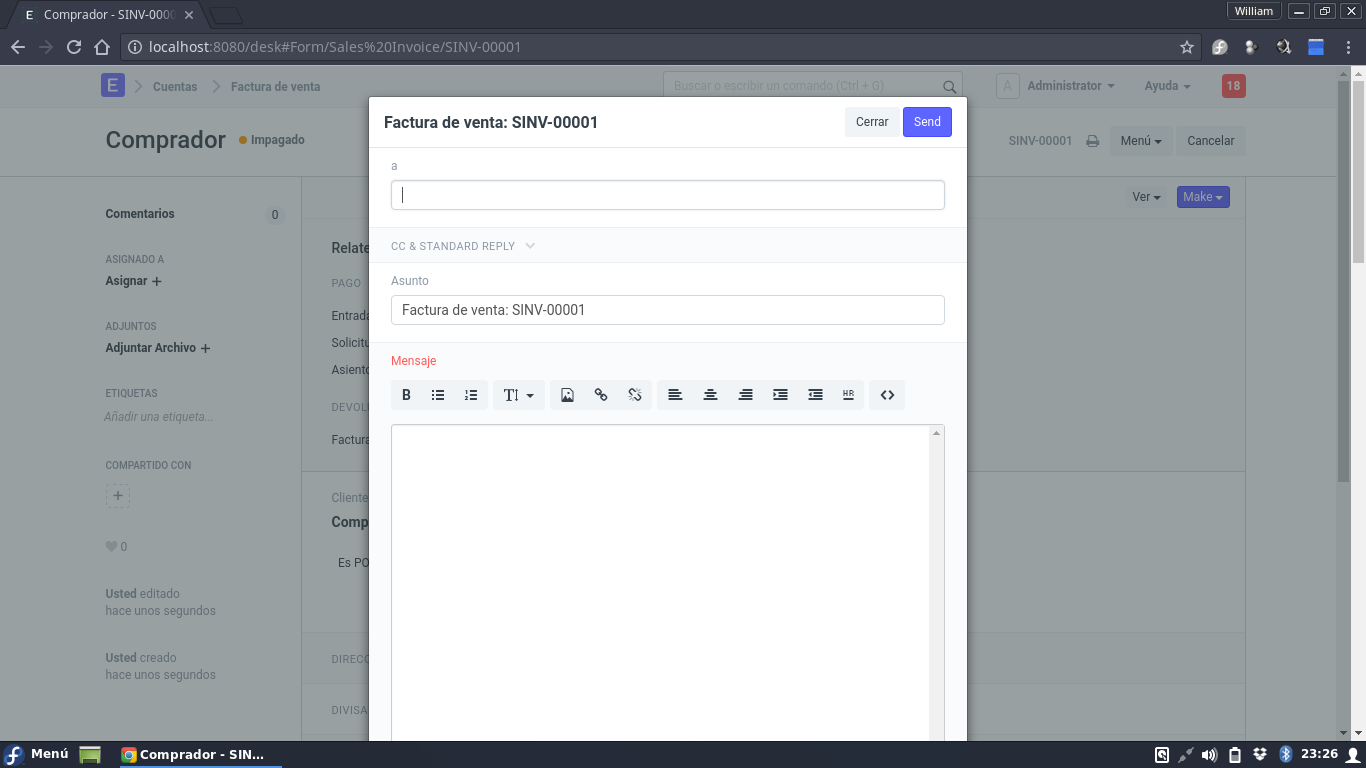 Comprador - SINV-0000
William
localhost:8080/desk#Form/Sales%20Invoice/SINV-00001
E Cuentas Factura de venta
Buscar o escribir un comando (Ctrl + G)
A Administrator Ayuda 18
Comprador Impagado
SINV-00001 Menú Cancelar
Factura de venta: SINV-00001
Cerrar Send
a
CC & STANDARD REPLY
Asunto
Factura de venta: SINV-00001
Mensaje
B T HR
Ver Make
Comentarios 0
ASIGNADO A
Asignar +
ADJUNTOS
Adjuntar Archivo +
ETIQUETAS
Añadir una etiqueta...
COMPARTIDO CON
+
0
Usted editado
hace unos segundos
Usted creado
hace unos segundos
Relate
PAGO
Entrada
Solicitu
Asiento
DEVOL
Factura
Cliente
Comp
Es PO
DIREC
DIVISA
Menú
Comprador - SIN...
23:26